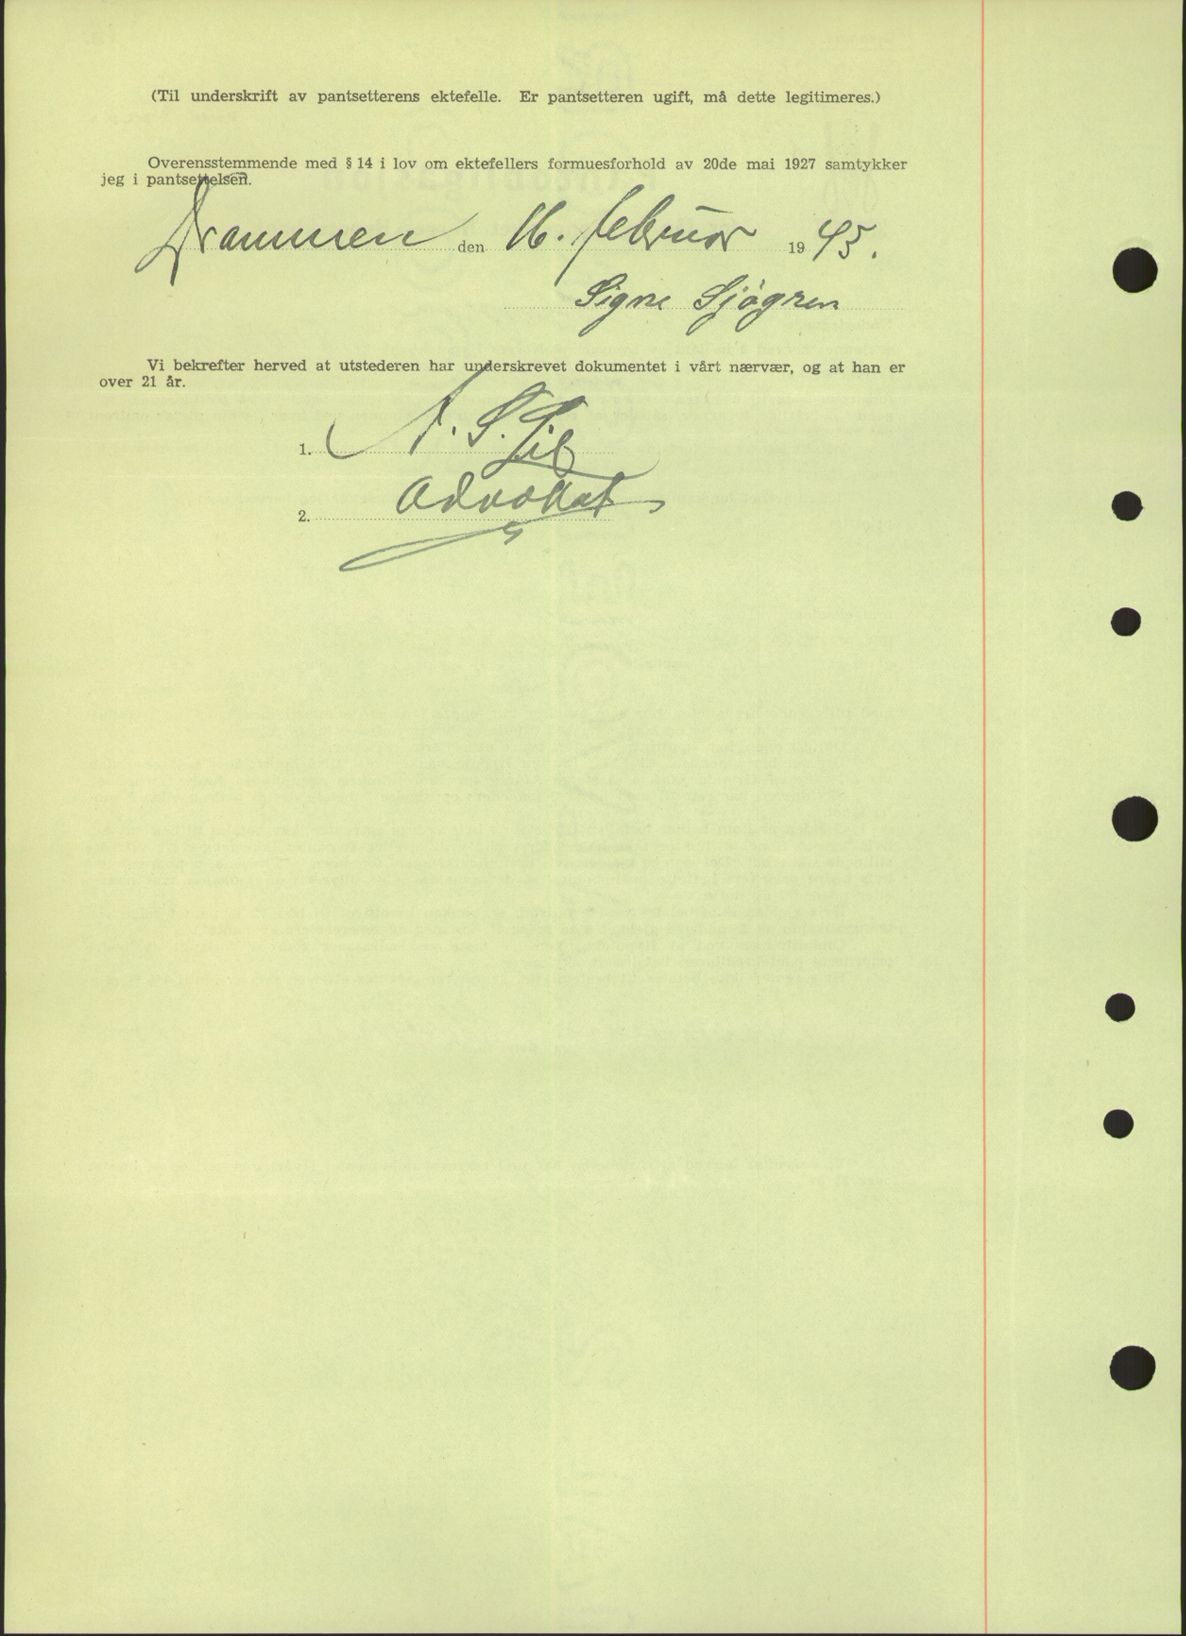 (Til underskrift av pantsetterens ektefelle. Er pantsetteren ugift, må dette legitimeres.)
Overensstemmende med § 14 i lov om ektefellers formuesforhold av 20de mai 1927 samtykker
jeg i pantsettelsen.
Drammen den 16. februar 1945.
Signe Sjøgren
Vi bekrefter herved at utstederen har underskrevet dokumentet i vårt nærvær, og at han er
over 21 år.
1.
2. Advokat